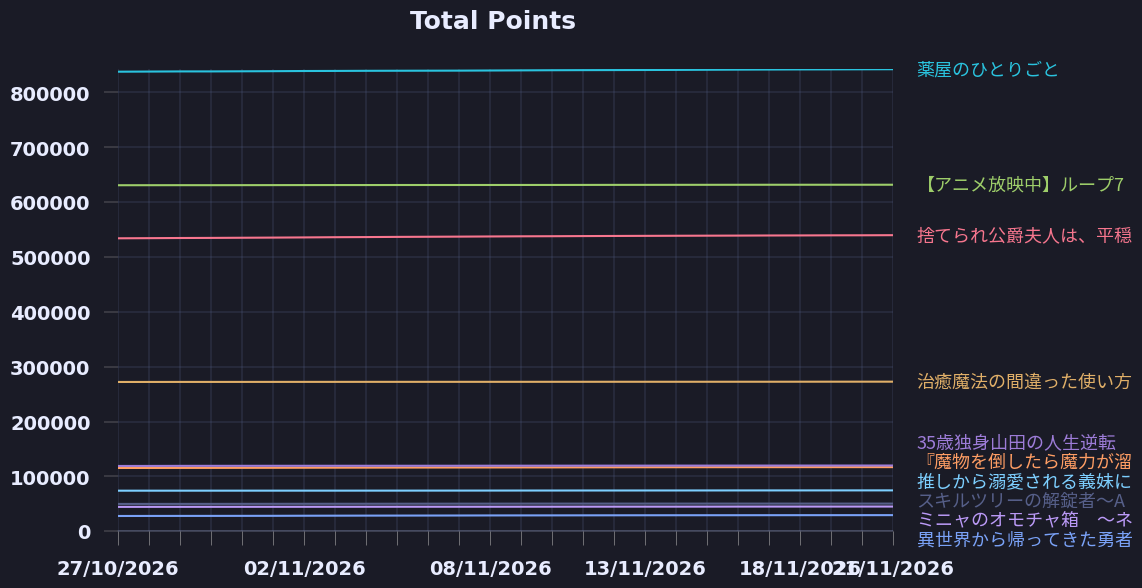 Total Points
800000
700000
600000
500000
400000
300000
200000
100000
0
27/10/2026
02/11/2026
08/11/2026
13/11/2026
18/11/2026
26/11/2026
薬屋のひとりごと
【アニメ放映中】ループ7
捨てられ公爵夫人は、平穏
治癒魔法の間違った使い方
35歳独身山田の人生逆転
『魔物を倒したら魔力が溜
推しから溺愛される義妹に
スキルツリーの解錠者～A
ミニャのオモチャ箱　～ネ
異世界から帰ってきた勇者